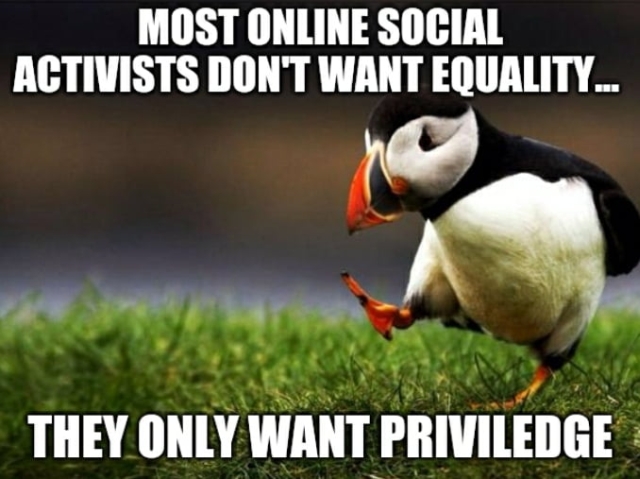 MOST ONLINE SOCIAL
ACTIVISTS DON'T WANT EQUALITY...
THEY ONLY WANT PRIVILEDGE